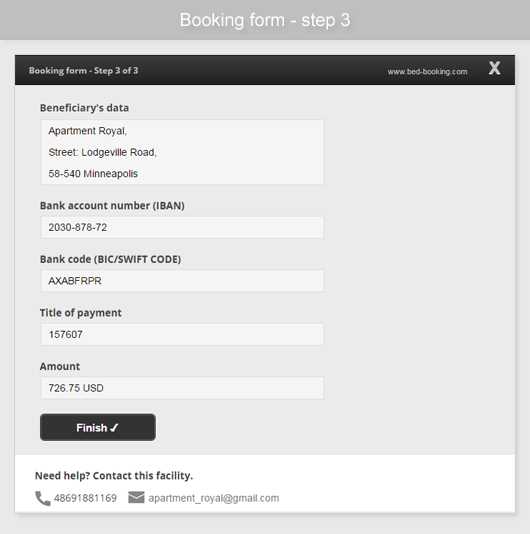 Booking form - step 3
Booking form - Step 3 of 3
www.bed-booking.com
X
Beneficiary's data
Apartment Royal,
Street: Lodgeville Road,
58-540 Minneapolis
Bank account number (IBAN)
2030-878-72
Bank code (BIC/SWIFT CODE)
AXABFRPR
Title of payment
157607
Amount
726.75 USD
Finish ✓
Need help? Contact this facility.
48691881169 apartment_royal@gmail.com